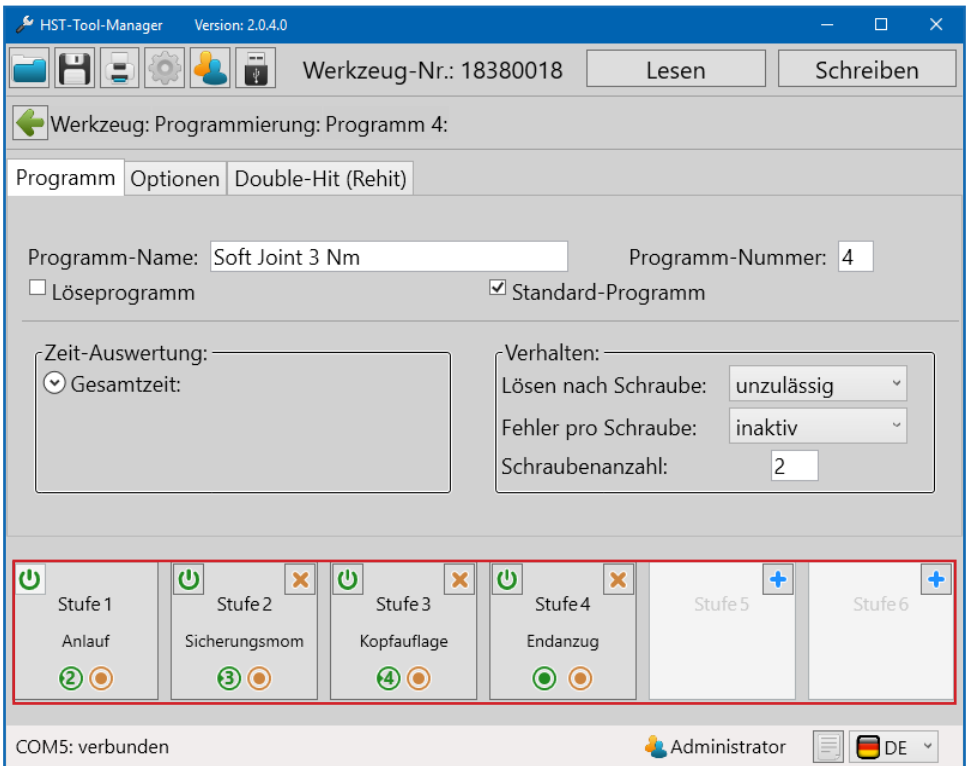 HST-Tool-Manager Version: 2.0.4.0
Werkzeug-Nr.: 18380018 Lesen Schreiben
Werkzeug: Programmierung: Programm 4:
Programm Optionen Double-Hit (Rehit)
Programm-Name: Soft Joint 3 Nm Programm-Nummer: 4
Löseprogramm Standard-Programm
Zeit-Auswertung: Verhalten:
Gesamtzeit: Lösen nach Schraube: unzulässig
Fehler pro Schraube: inaktiv
Schraubenanzahl: 2
Stufe 1 Stufe 2 Stufe 3 Stufe 4 Stufe 5 Stufe 6
Anlauf Sicherungsmom Kopfauflage Endanzug
2 3 4
COM5: verbunden Administrator DE